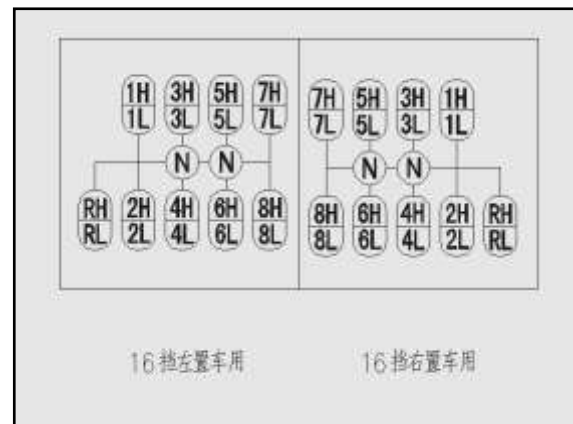 1H 3H 5H 7H
1L 3L 5L 7L
N N
RH 2H 4H 6H 8H
RL 2L 4L 6L 8L
16挡左置车用
7H 5H 3H 1H
7L 5L 3L 1L
N N
8H 6H 4H 2H RH
8L 6L 4L 2L RL
16挡右置车用